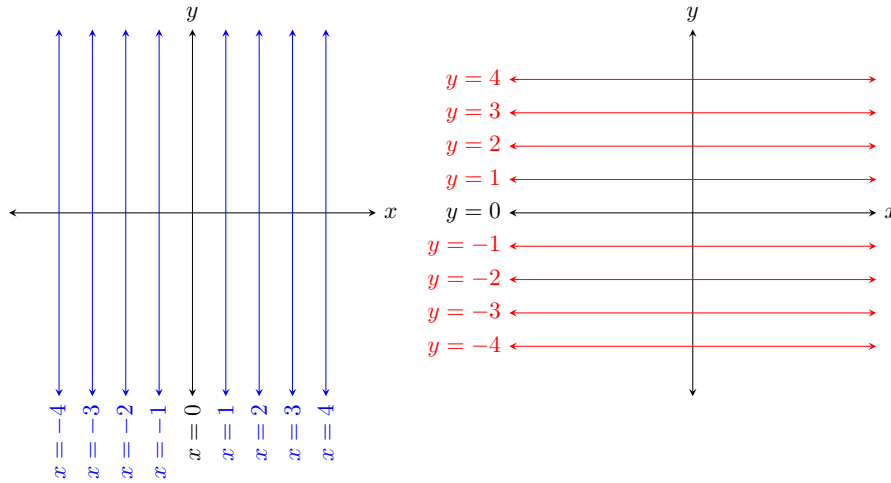 y
x
x = −4
x = −3
x = −2
x = −1
x = 0
x = 1
x = 2
x = 3
x = 4
y
y = 4
y = 3
y = 2
y = 1
y = 0
x
y = −1
y = −2
y = −3
y = −4